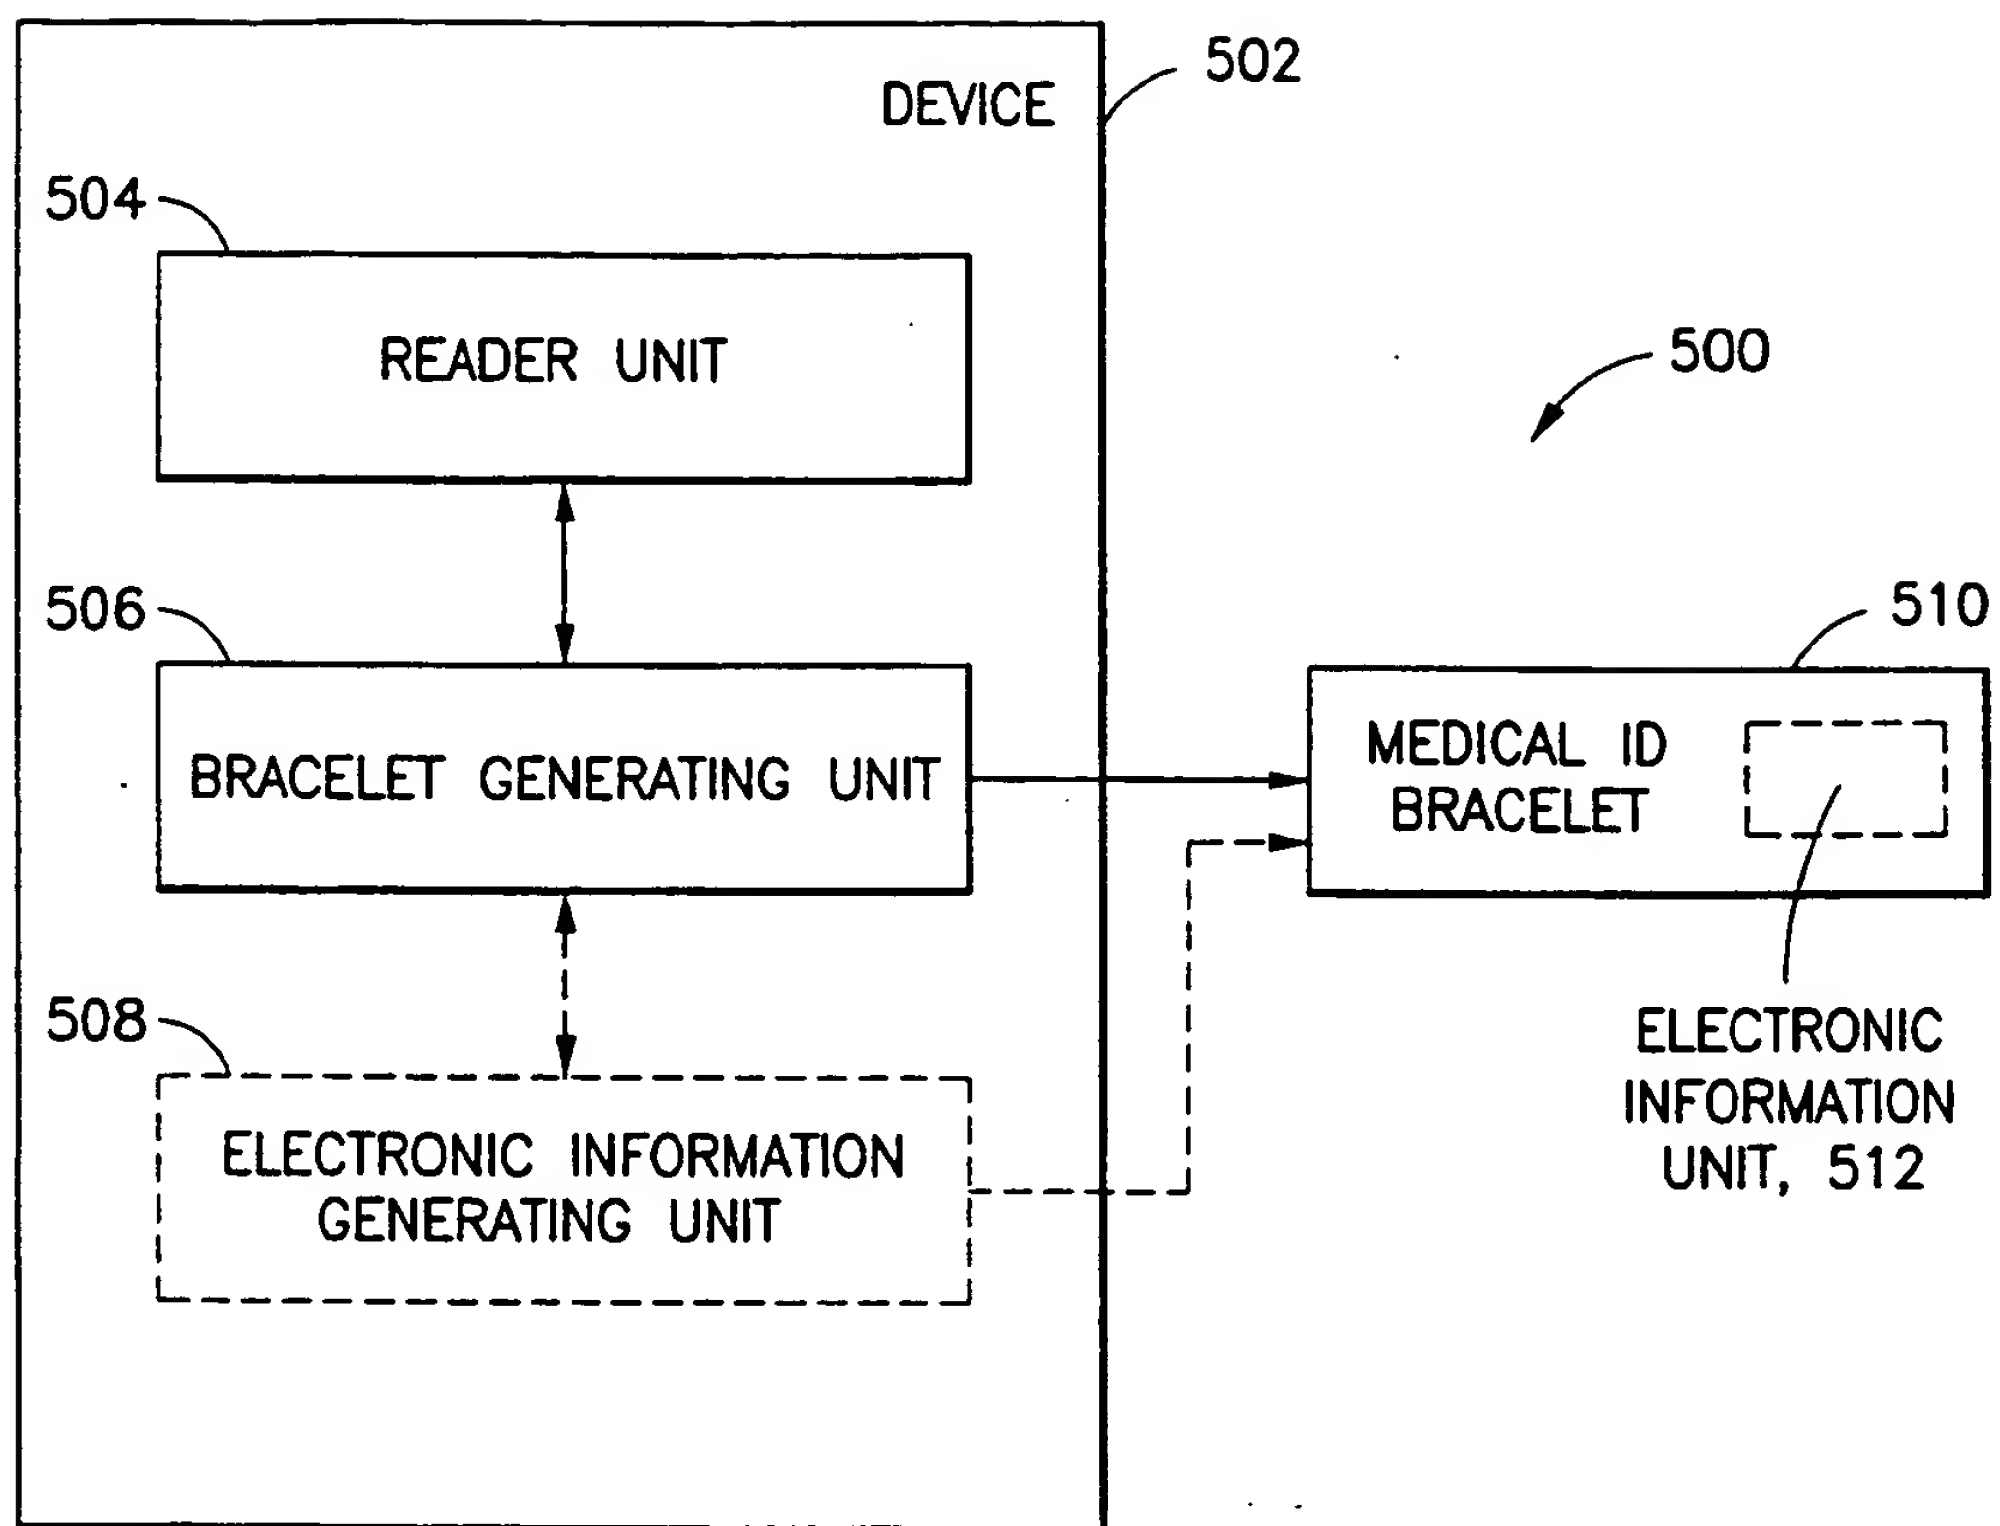 502
DEVICE
504
READER UNIT
500
506
510
BRACELET GENERATING UNIT
MEDICAL ID
BRACELET
508
ELECTRONIC
INFORMATION
UNIT, 512
ELECTRONIC INFORMATION
GENERATING UNIT